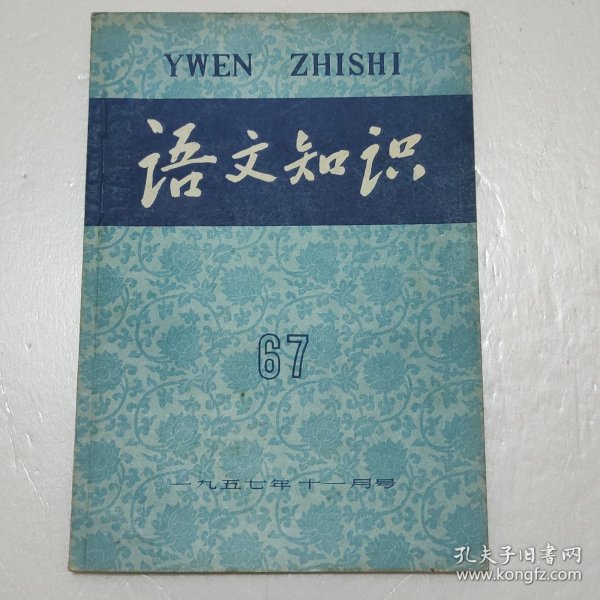 YWEN ZHISHI
语文知识
67
一九五七年十一月号
孔夫子旧书网
www.kongfz.com